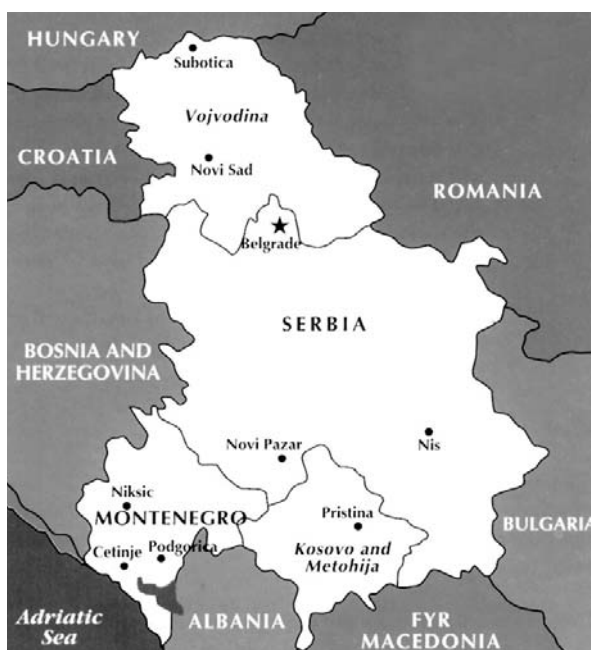 HUNGARY
Subotica
Vojvodina
CROATIA
Novi Sad
ROMANIA
Belgrade
SERBIA
BOSNIA AND
HERZEGOVINA
Novi Pazar
Nis
Niksic
MONTENEGRO
Pristina
BULGARIA
Cetinje
Podgorica
Kosovo and
Metohija
Adriatic
Sea
ALBANIA
FYR
MACEDONIA